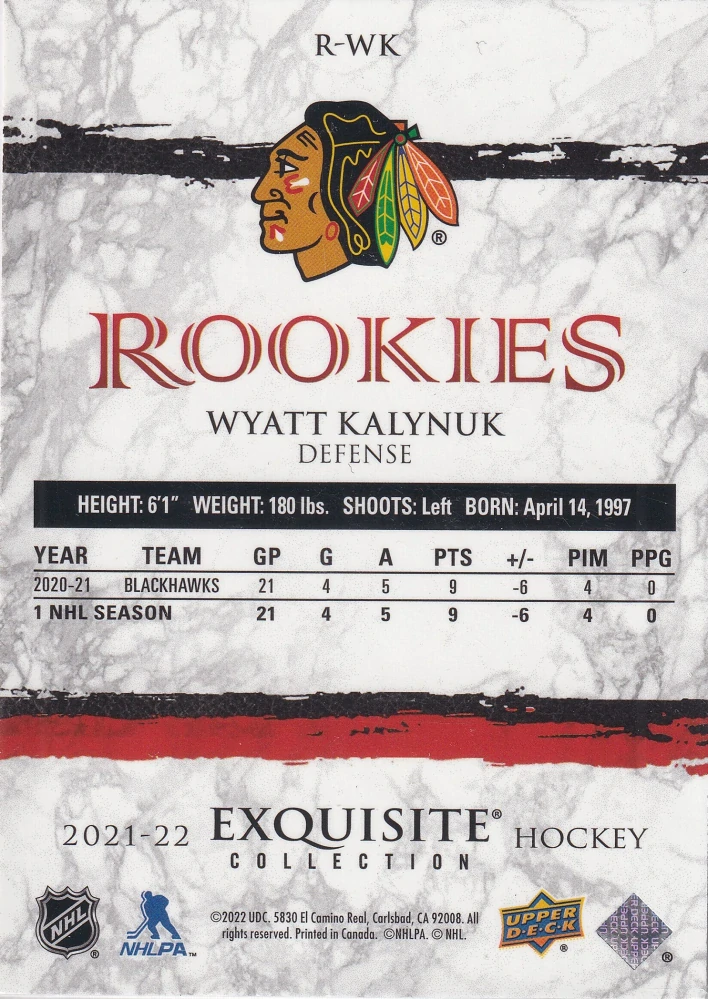 R-WK
®
ROOKIES
WYATT KALYNUK
DEFENSE
HEIGHT: 6'1" WEIGHT: 180 lbs. SHOOTS: Left BORN: April 14, 1997
YEAR TEAM GP G A PTS +/- PIM PPG
2020-21 BLACKHAWKS 21 4 5 9 -6 4 0
1 NHL SEASON 21 4 5 9 -6 4 0
2021-22 EXQUISITE® HOCKEY
COLLECTION
NHL ®
NHLPA™
©2022 UDC. 5830 El Camino Real, Carlsbad, CA 92008. All
rights reserved. Printed in Canada. ©NHLPA. © NHL.
UPPER
D·E·C·K ®
®